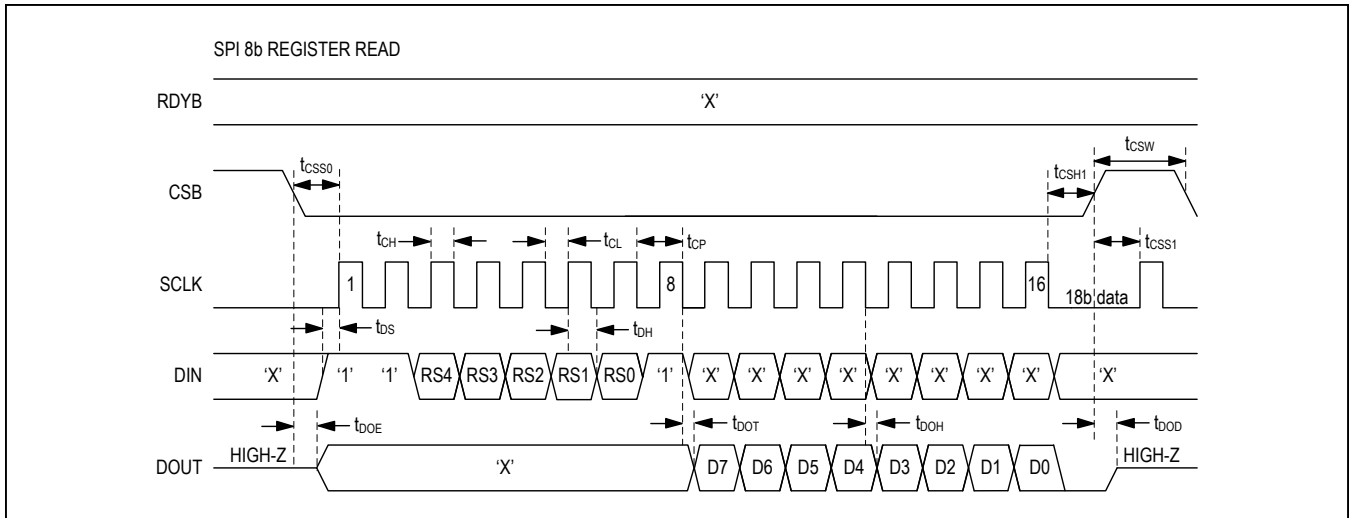 SPI 8b REGISTER READ
RDYB ‘X’
tCSW
tCSS0 tCSH1
CSB
tCH tCL tCP tCSS1
SCLK 1 8 16 18b data
tDS tDH
DIN ‘X’ ‘1’ ‘1’ RS4 RS3 RS2 RS1 RS0 ‘1’ ‘X’ ‘X’ ‘X’ ‘X’ ‘X’ ‘X’ ‘X’ ‘X’ ‘X’
tDOE tDOT tDOH tDOD
DOUT HIGH-Z ‘X’ D7 D6 D5 D4 D3 D2 D1 D0 HIGH-Z